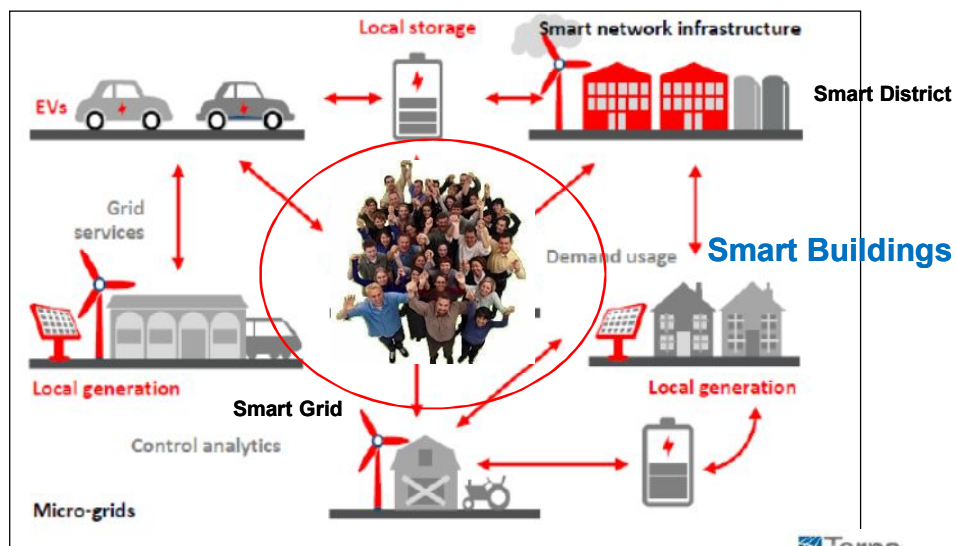 Local storage
Smart network infrastructure
Smart District
EVs
Grid
services
Demand usage
Smart Buildings
Local generation
Local generation
Smart Grid
Control analytics
Micro-grids